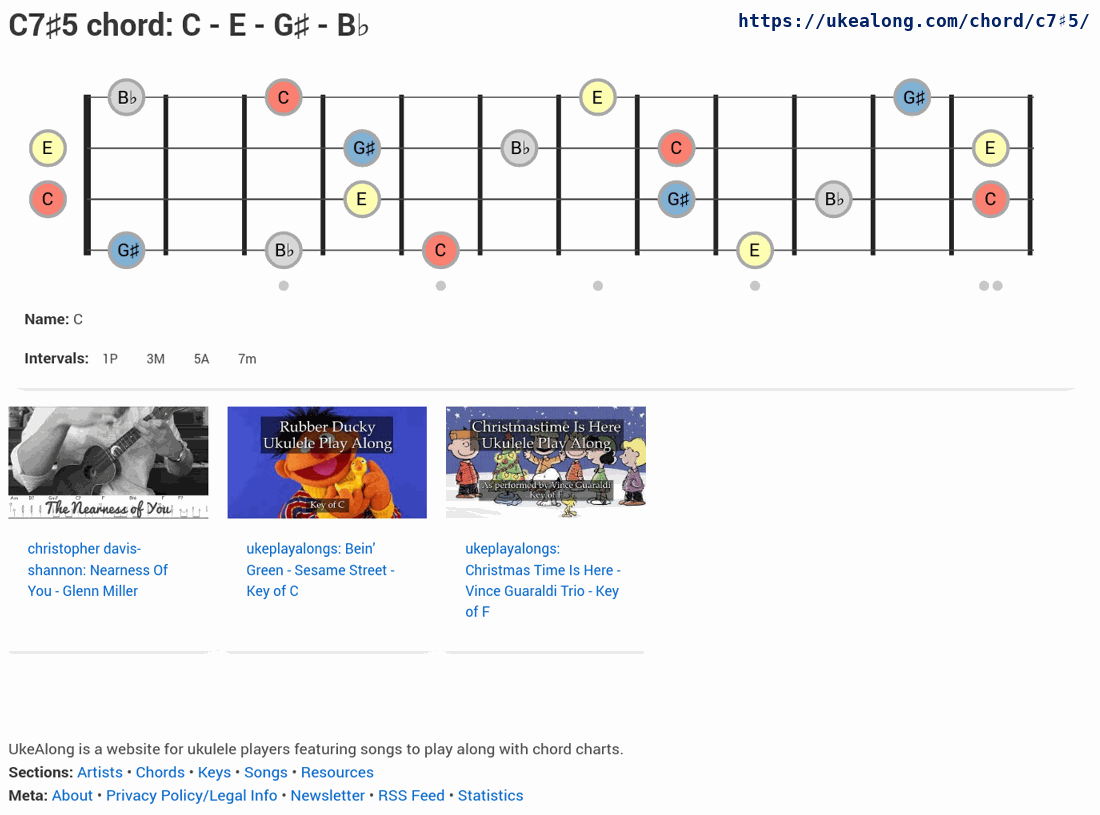 C7♯5 chord: C - E - G♯ - B♭
https://ukealong.com/chord/c7♯5/
B♭ C E G♯
E G♯ B♭ C E
C E G♯ B♭ C
G♯ B♭ C E
Name: C
Intervals: 1P 3M 5A 7m
The Nearness of You
Rubber Ducky
Ukulele Play Along
Key of C
Christmastime Is Here
Ukulele Play Along
As performed by Vince Guaraldi
Key of F
christopher davis-
shannon: Nearness Of
You - Glenn Miller
ukeplayalongs: Bein’
Green - Sesame Street -
Key of C
ukeplayalongs:
Christmas Time Is Here -
Vince Guaraldi Trio - Key
of F
UkeAlong is a website for ukulele players featuring songs to play along with chord charts.
Sections: Artists • Chords • Keys • Songs • Resources
Meta: About • Privacy Policy/Legal Info • Newsletter • RSS Feed • Statistics